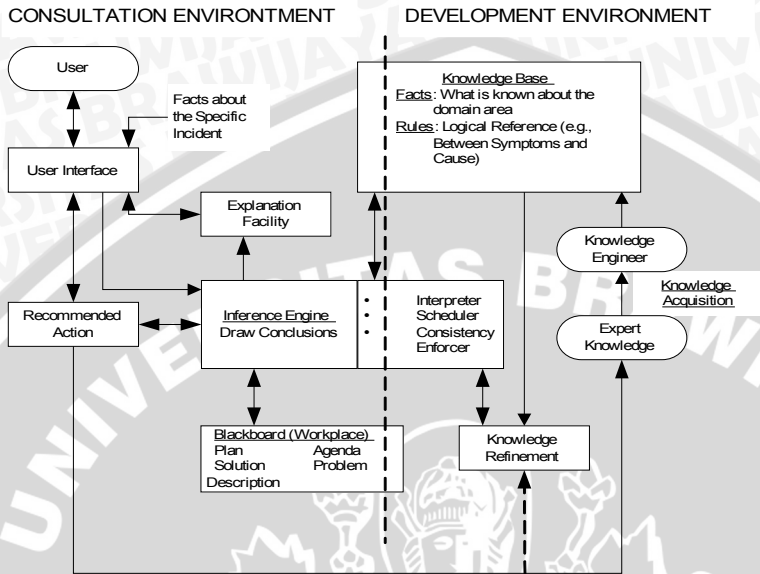 CONSULTATION ENVIRONTMENT
DEVELOPMENT ENVIRONMENT
User
Facts about
the Specific
Incident
User Interface
Explanation
Facility
Recommended
Action
Inference Engine
Draw Conclusions
• Interpreter
• Scheduler
• Consistency
Enforcer
Blackboard (Workplace)
Plan Agenda
Solution Problem
Description
Knowledge Base
Facts: What is known about the
domain area
Rules: Logical Reference (e.g.,
Between Symptoms and
Cause)
Knowledge
Engineer
Knowledge
Acquisition
Expert
Knowledge
Knowledge
Refinement